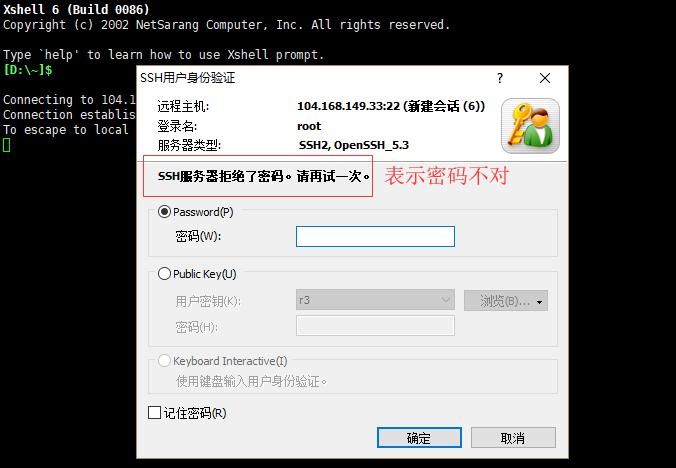 Xshell 6 (Build 0086)
Copyright (c) 2002 NetSarang Computer, Inc. All rights reserved.
Type `help' to learn how to use Xshell prompt.
[D:\~]$
Connecting to 104.1
Connection establis
To escape to local
SSH用户身份验证
远程主机: 104.168.149.33:22 (新建会话 (6))
登录名: root
服务器类型: SSH2, OpenSSH_5.3
SSH服务器拒绝了密码。请再试一次。 表示密码不对
Password(P)
密码(W):
Public Key(U)
用户密钥(K): r3 浏览(B)...
密码(H):
Keyboard Interactive(I)
使用键盘输入用户身份验证。
记住密码(R)
确定 取消